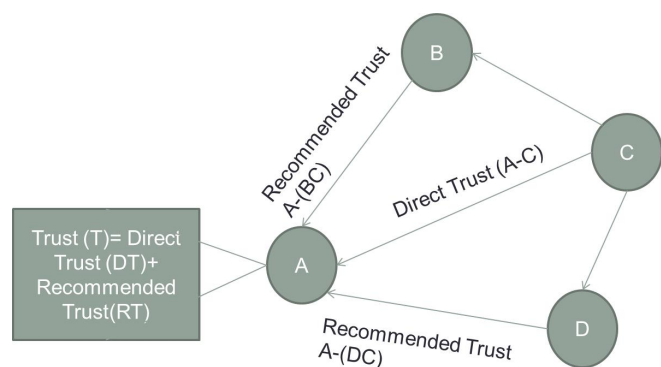 B
Recommended Trust
A-(BC)
C
Direct Trust (A-C)
Trust (T)= Direct
Trust (DT)+
Recommended
Trust(RT)
A
D
Recommended Trust
A-(DC)